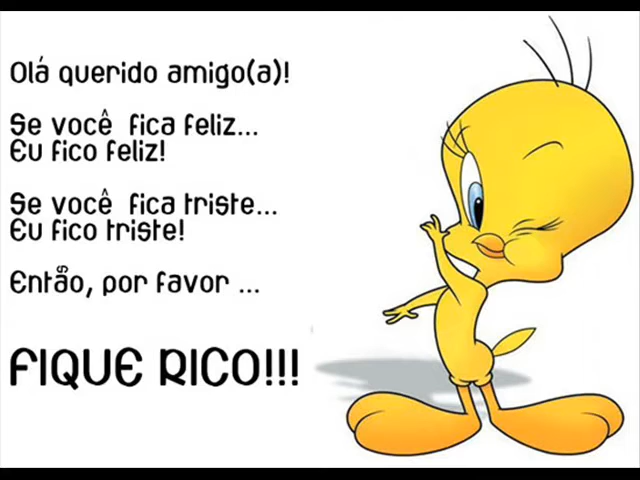 Olá querido amigo(a)!
Se você fica feliz...
Eu fico feliz!
Se você fica triste...
Eu fico triste!
Então, por favor ...
FIQUE RICO!!!